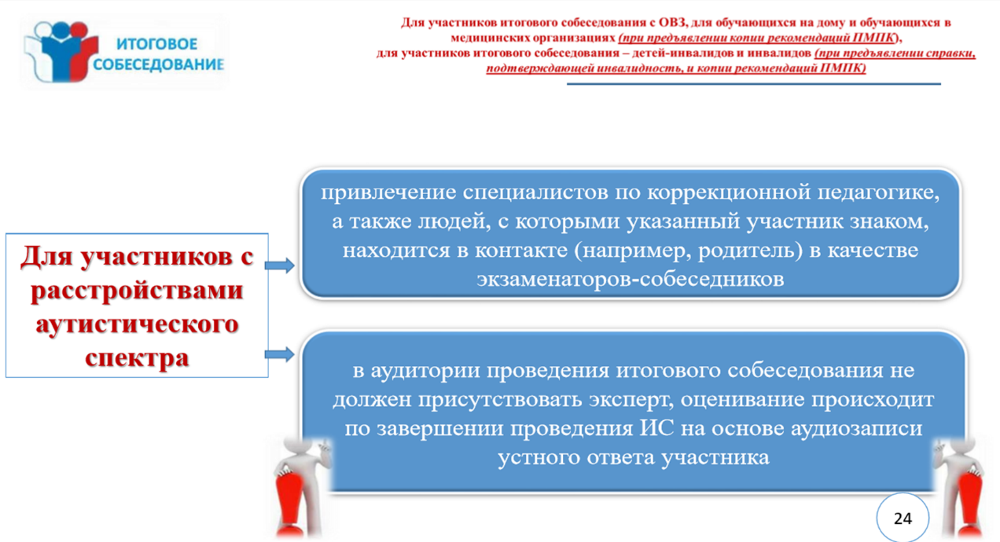 ИТОГОВОЕ
СОБЕСЕДОВАНИЕ
Для участников итогового собеседования с ОВЗ, для обучающихся на дому и обучающихся в
медицинских организациях (при предъявлении копии рекомендаций ПМПК),
для участников итогового собеседования – детей-инвалидов и инвалидов (при предъявлении справки,
подтверждающей инвалидность, и копии рекомендаций ПМПК)
Для участников с
расстройствами
аутистического
спектра
привлечение специалистов по коррекционной педагогике,
а также людей, с которыми указанный участник знаком,
находится в контакте (например, родитель) в качестве
экзаменаторов-собеседников
в аудитории проведения итогового собеседования не
должен присутствовать эксперт, оценивание происходит
по завершении проведения ИС на основе аудиозаписи
устного ответа участника
24